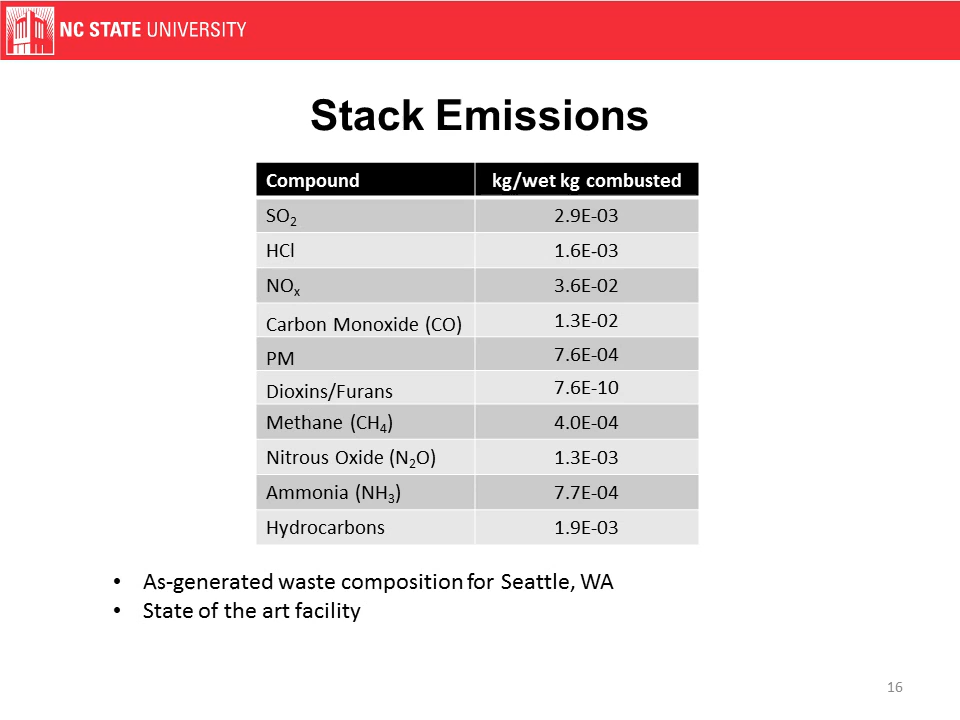 NC STATE UNIVERSITY
Stack Emissions
Compound kg/wet kg combusted
SO₂ 2.9E-03
HCl 1.6E-03
NOₓ 3.6E-02
Carbon Monoxide (CO) 1.3E-02
PM 7.6E-04
Dioxins/Furans 7.6E-10
Methane (CH₄) 4.0E-04
Nitrous Oxide (N₂O) 1.3E-03
Ammonia (NH₃) 7.7E-04
Hydrocarbons 1.9E-03
• As-generated waste composition for Seattle, WA
• State of the art facility
16